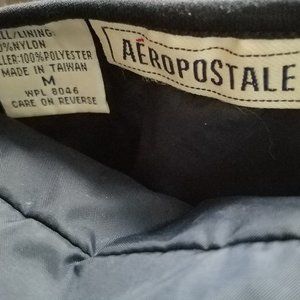 ELL/LINING:
0%NYLON
LLER:100%POLYESTER
MADE IN TAIWAN
M
WPL 8046
CARE ON REVERSE
AÉROPOSTALE